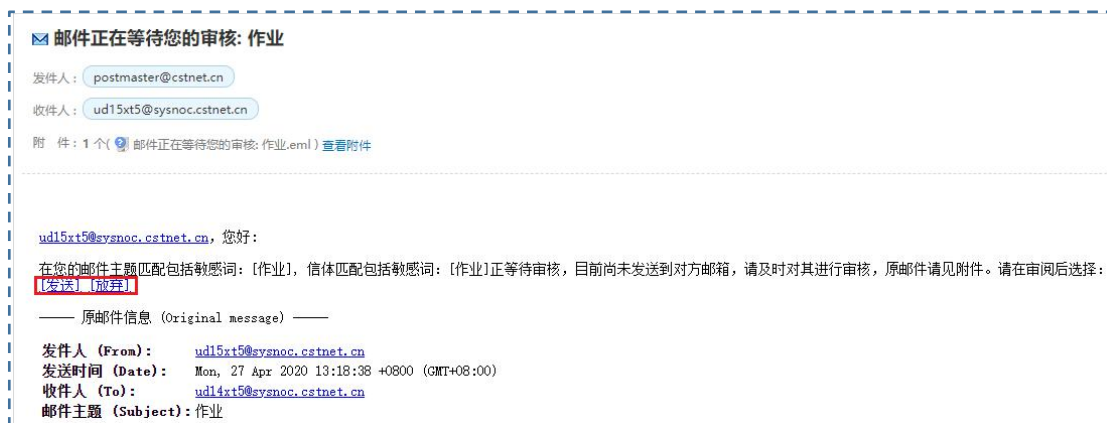 邮件正在等待您的审核: 作业
发件人： postmaster@cstnet.cn
收件人： ud15xt5@sysnoc.cstnet.cn
附 件：1 个( 邮件正在等待您的审核: 作业.eml ) 查看附件
ud15xt5@sysnoc.cstnet.cn，您好：
在您的邮件主题匹配包括敏感词：[作业]，信体匹配包括敏感词：[作业]正等待审核，目前尚未发送到对方邮箱，请及时对其进行审核，原邮件请见附件。请在审阅后选择：
[发送] [放弃]
—— 原邮件信息 (Original message) ——
发件人 (From)： ud15xt5@sysnoc.cstnet.cn
发送时间 (Date)： Mon, 27 Apr 2020 13:18:38 +0800 (GMT+08:00)
收件人 (To)： ud14xt5@sysnoc.cstnet.cn
邮件主题 (Subject)：作业